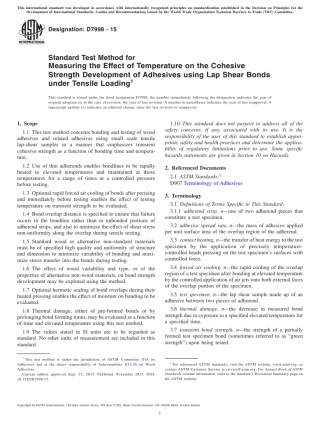 This international standard was developed in accordance with internationally recognized principles on standardization established in the Decision on Principles for the
Development of International Standards, Guides and Recommendations issued by the World Trade Organization Technical Barriers to Trade (TBT) Committee.
Designation: D7998 − 15
Standard Test Method for
Measuring the Effect of Temperature on the Cohesive
Strength Development of Adhesives using Lap Shear Bonds
under Tensile Loading1
This standard is issued under the fixed designation D7998; the number immediately following the designation indicates the year of
original adoption or, in the case of revision, the year of last revision. A number in parentheses indicates the year of last reapproval. A
superscript epsilon (ε) indicates an editorial change since the last revision or reapproval.
1. Scope
1.1 This test method concerns bonding and testing of wood
adhesives and related adhesives using small scale tensile
lap-shear samples in a manner that emphasizes transient
cohesive strength as a function of bonding time and tempera-
ture.
1.2 Use of this adherends enables bondlines to be rapidly
heated to elevated temperatures and maintained at those
temperatures for a range of times at a controlled pressure
before testing.
1.3 Optional rapid forced air cooling of bonds after pressing
and immediately before testing enables the effect of testing
temperature on transient strength to be evaluated.
1.4 Bond overlap distance is specified to ensure that failure
occurs in the bondline rather than in unbonded portions of
adherend strips, and also to minimize the effect of shear stress
non-uniformly along the overlap during tensile testing.
1.5 Standard wood or alternative non-standard materials
must be of specified high quality and uniformity of structure
and dimension to minimize variability of bonding and maxi-
mize stress transfer into the bonds during testing.
1.6 The effect of wood variability and type, or of the
properties of alternative non-wood materials, on bond strength
development may be explored using the method.
1.7 Optional hermetic sealing of bond overlaps during their
heated pressing enables the effect of moisture on bonding to be
evaluated.
1.8 Thermal damage, either of pre-formed bonds or by
prolonging bond forming times, may be evaluated as a function
of time and elevated temperature using this test method.
1.9 The values stated in SI units are to be regarded as
standard. No other units of measurement are included in this
standard.
1.10 This standard does not purport to address all of the
safety concerns, if any, associated with its use. It is the
responsibility of the user of this standard to establish appro-
priate safety and health practices and determine the applica-
bility of regulatory limitations prior to use. Some specific
hazards statements are given in Section 10 on Hazards.
2. Referenced Documents
2.1 ASTM Standards:2
D907 Terminology of Adhesives
3. Terminology
3.1 Definitions of Terms Specific to This Standard:
3.1.1 adherend strip, n—one of two adherend pieces that
constitute a test specimen.
3.2 adhesive spread rate, n—the mass of adhesive applied
per unit surface area of the overlap region of the adherend.
3.3 contact heating, n—the transfer of heat energy to the test
specimen by the application of precisely temperature-
controlled heads pressing on the test specimen's surfaces with
controlled force.
3.4 forced air cooling, n—the rapid cooling of the overlap
region of a test specimen after bonding at elevated temperature
by the controlled application of air jets onto both external faces
of the overlap portion of the specimen.
3.5 test specimen, n—the lap shear sample made up of an
adhesive between two pieces of adherend.
3.6 thermal damage, n—the decrease in measured bond
strength due to exposure to a specified elevated temperature for
a specified time.
3.7 transient bond strength, n—the strength of a partially
formed test specimen bond (sometimes referred to as "green
strength") upon being tested.
1 This test method is under the jurisdiction of ASTM Committee D14 on
Adhesives and is the direct responsibility of Subcommittee D14.30 on Wood
Adhesives.
Current edition approved Sept. 15, 2015. Published November 2015. DOI:
10.1520/D7998-15.
2 For referenced ASTM standards, visit the ASTM website, www.astm.org, or
contact ASTM Customer Service at service@astm.org. For Annual Book of ASTM
Standards volume information, refer to the standard's Document Summary page on
the ASTM website.
Copyright © ASTM International, 100 Barr Harbor Drive, PO Box C700, West Conshohocken, PA 19428-2959. United States
1